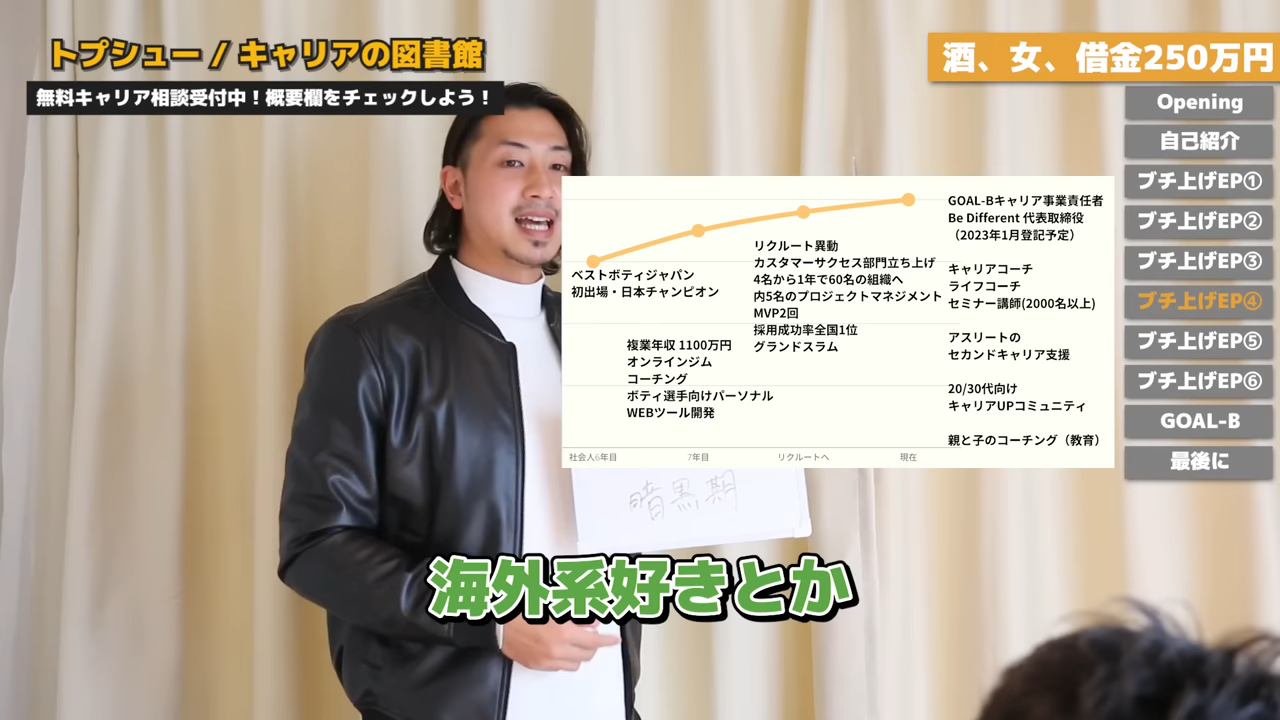 トプシュー / キャリアの図書館
無料キャリア相談受付中！概要欄をチェックしよう！
酒、女、借金250万円
Opening
自己紹介
ブチ上げEP①
ブチ上げEP②
ブチ上げEP③
ブチ上げEP④
ブチ上げEP⑤
ブチ上げEP⑥
GOAL-B
最後に
ベストボティジャパン
初出場・日本チャンピオン
複業年収 1100万円
オンラインジム
コーチング
ボティ選手向けパーソナル
WEBツール開発
リクルート異動
カスタマーサクセス部門立ち上げ
4名から1年で60名の組織へ
内5名のプロジェクトマネジメント
MVP2回
採用成功率全国1位
グランドスラム
GOAL-Bキャリア事業責任者
Be Different 代表取締役
（2023年1月登記予定）
キャリアコーチ
ライフコーチ
セミナー講師(2000名以上)
アスリートの
セカンドキャリア支援
20/30代向け
キャリアUPコミュニティ
親と子のコーチング（教育）
社会人6年目
7年目
リクルートへ
現在
暗黒期
海外系好きとか